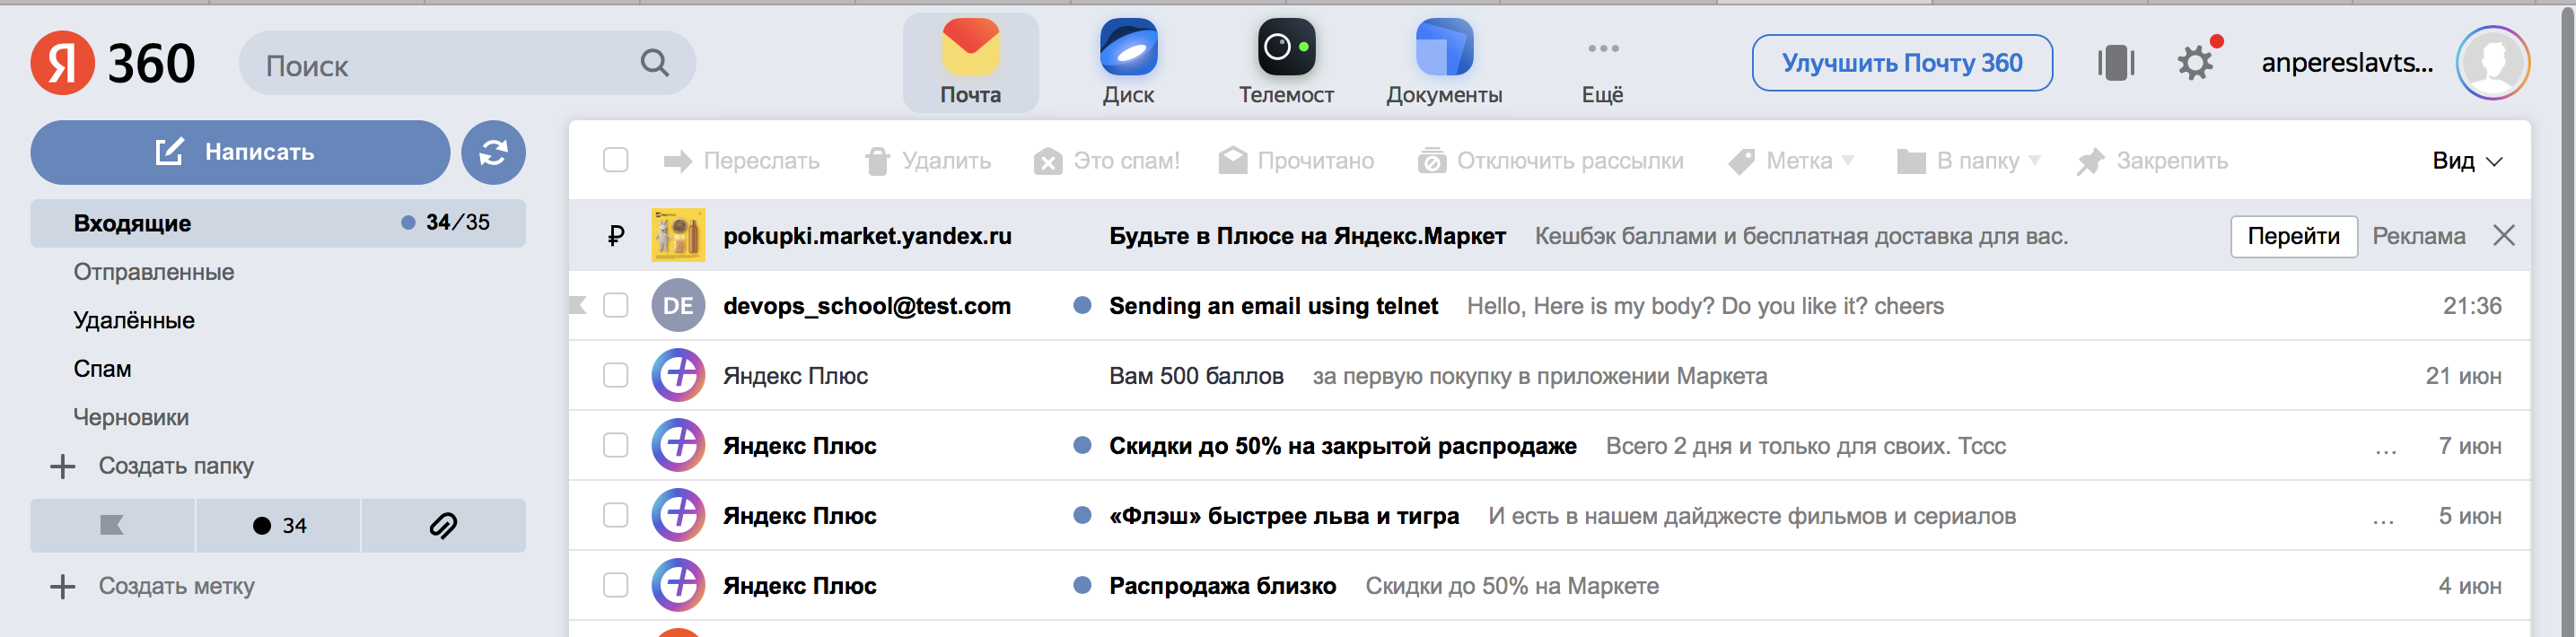 Я 360
Поиск
Почта
Диск
Телемост
Документы
Ещё
Улучшить Почту 360
anpereslavts...
Написать
Переслать Удалить Это спам! Прочитано Отключить рассылки Метка В папку Закрепить Вид
Входящие 34/35
Отправленные
Удалённые
Спам
Черновики
Создать папку
34
Создать метку
₽ pokupki.market.yandex.ru Будьте в Плюсе на Яндекс.Маркет Кешбэк баллами и бесплатная доставка для вас. Перейти Реклама
DE devops_school@test.com Sending an email using telnet Hello, Here is my body? Do you like it? cheers 21:36
Яндекс Плюс Вам 500 баллов за первую покупку в приложении Маркета 21 июн
Яндекс Плюс Скидки до 50% на закрытой распродаже Всего 2 дня и только для своих. Тссс ... 7 июн
Яндекс Плюс «Флэш» быстрее льва и тигра И есть в нашем дайджесте фильмов и сериалов ... 5 июн
Яндекс Плюс Распродажа близко Скидки до 50% на Маркете 4 июн